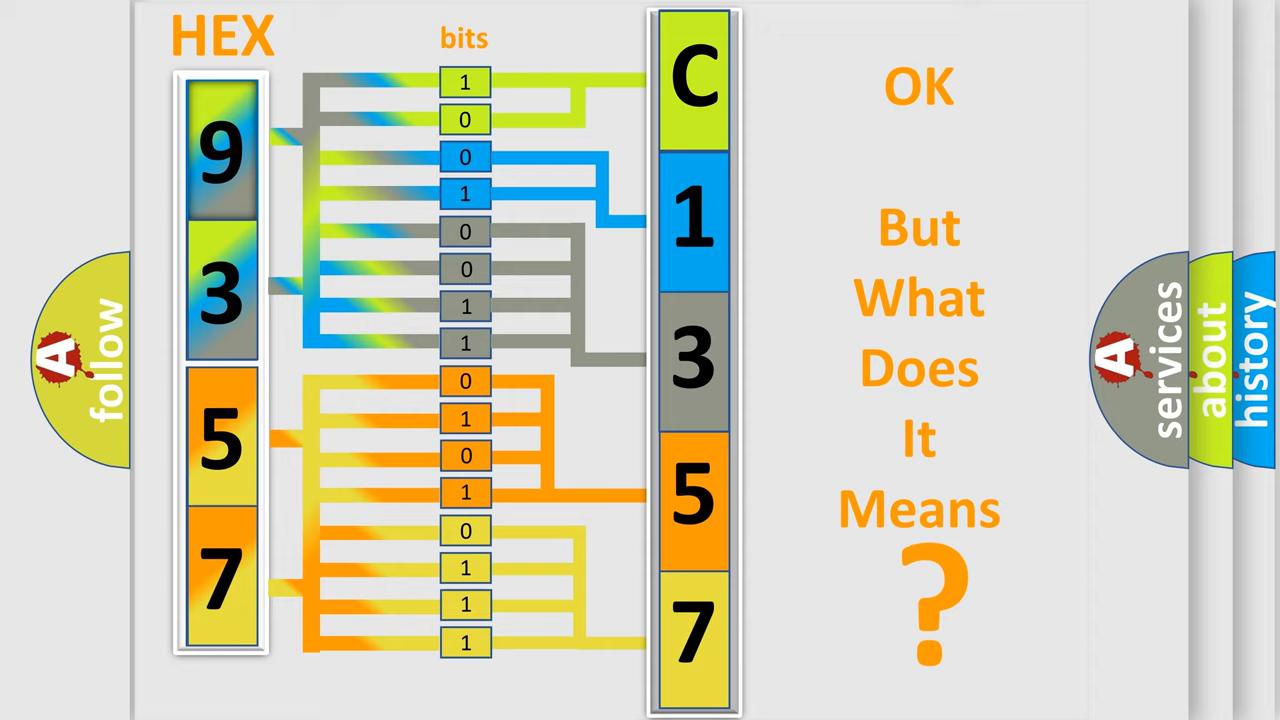 HEX
bits
9
3
5
7
1
0
0
1
0
0
1
1
0
1
0
1
0
1
1
1
C
1
3
5
7
OK
But
What
Does
It
Means
?
A
follow
A
services
about
history